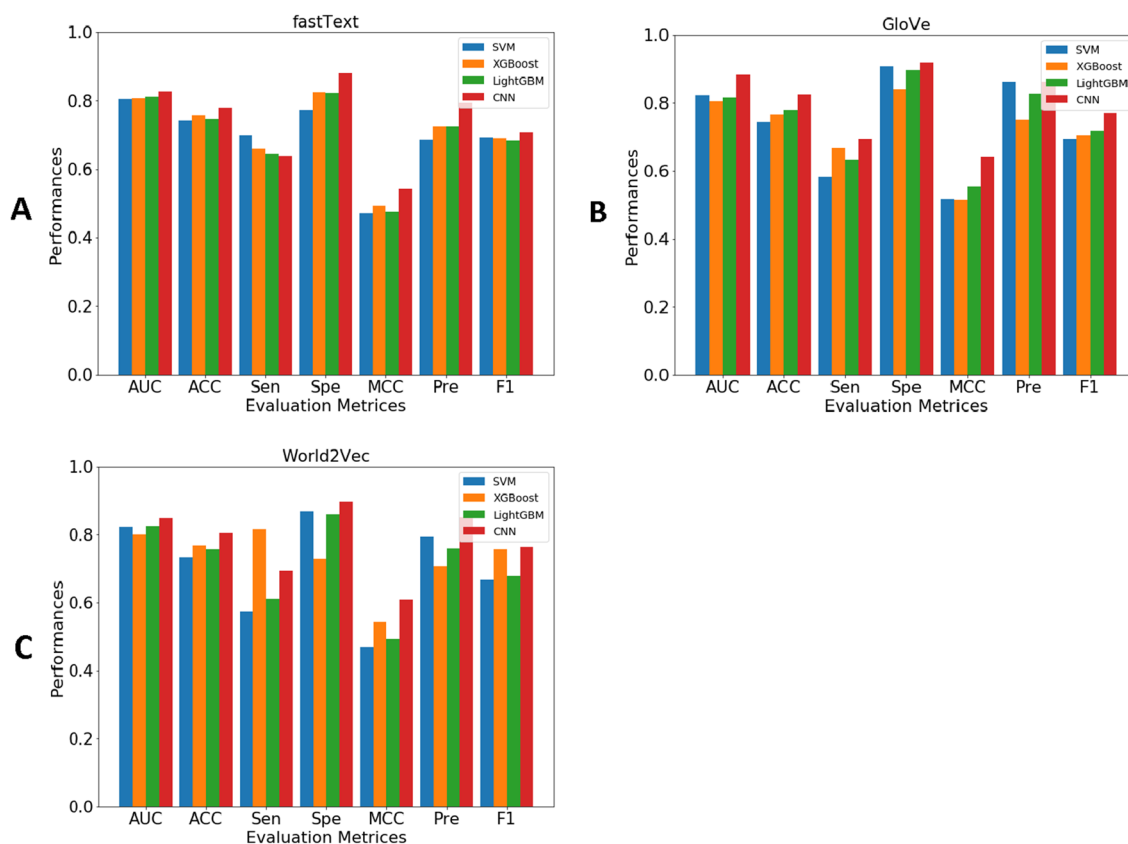 fastText
A
Performances
1.0
0.8
0.6
0.4
0.2
0.0
SVM
XGBoost
LightGBM
CNN
AUC ACC Sen Spe MCC Pre F1
Evaluation Metrices
GloVe
B
Performances
1.0
0.8
0.6
0.4
0.2
0.0
SVM
XGBoost
LightGBM
CNN
AUC ACC Sen Spe MCC Pre F1
Evaluation Metrices
World2Vec
C
Performances
1.0
0.8
0.6
0.4
0.2
0.0
SVM
XGBoost
LightGBM
CNN
AUC ACC Sen Spe MCC Pre F1
Evaluation Metrices